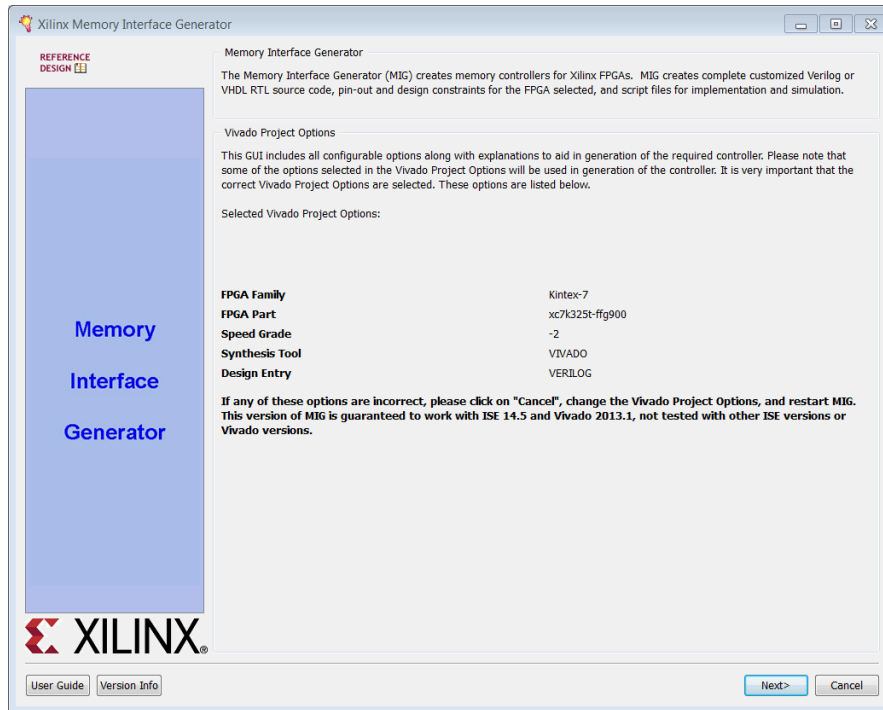 Xilinx Memory Interface Generator
REFERENCE
DESIGN
Memory
Interface
Generator
XILINX®
Memory Interface Generator
The Memory Interface Generator (MIG) creates memory controllers for Xilinx FPGAs. MIG creates complete customized Verilog or
VHDL RTL source code, pin-out and design constraints for the FPGA selected, and script files for implementation and simulation.
Vivado Project Options
This GUI includes all configurable options along with explanations to aid in generation of the required controller. Please note that
some of the options selected in the Vivado Project Options will be used in generation of the controller. It is very important that the
correct Vivado Project Options are selected. These options are listed below.
Selected Vivado Project Options:
FPGA Family Kintex-7
FPGA Part xc7k325t-ffg900
Speed Grade -2
Synthesis Tool VIVADO
Design Entry VERILOG
If any of these options are incorrect, please click on "Cancel", change the Vivado Project Options, and restart MIG.
This version of MIG is guaranteed to work with ISE 14.5 and Vivado 2013.1, not tested with other ISE versions or
Vivado versions.
User Guide Version Info Next> Cancel